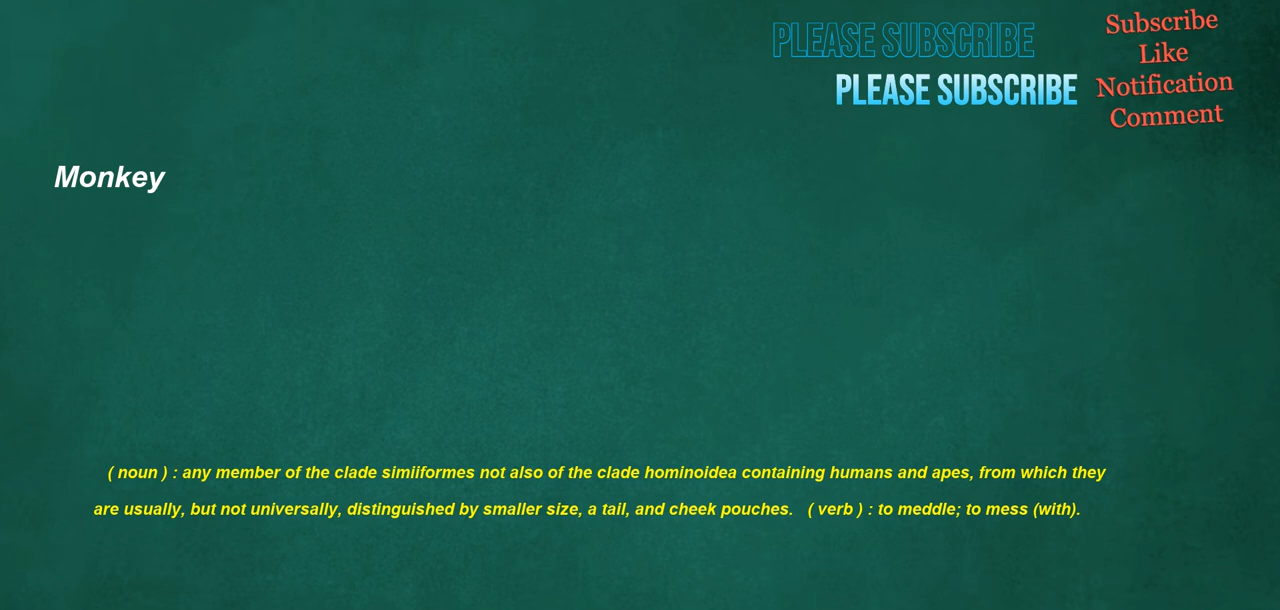 PLEASE SUBSCRIBE
PLEASE SUBSCRIBE
Subscribe
Like
Notification
Comment
Monkey
( noun ) : any member of the clade simiiformes not also of the clade hominoidea containing humans and apes, from which they
are usually, but not universally, distinguished by smaller size, a tail, and cheek pouches. ( verb ) : to meddle; to mess (with).